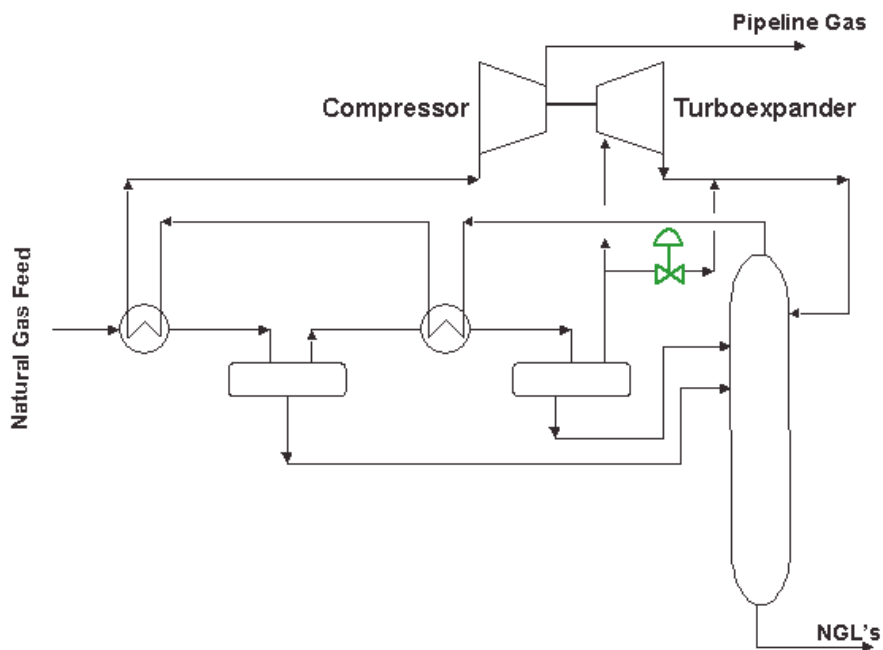 Pipeline Gas
Compressor
Turboexpander
Natural Gas Feed
NGL's